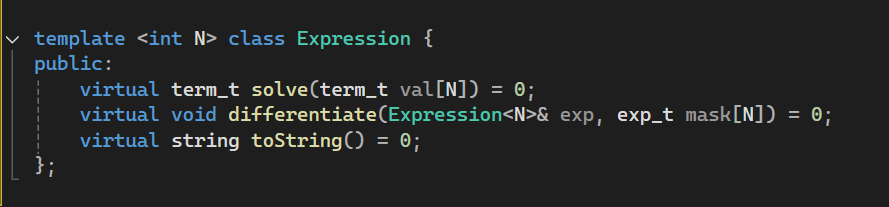 template <int N> class Expression {
public:
    virtual term_t solve(term_t val[N]) = 0;
    virtual void differentiate(Expression<N>& exp, exp_t mask[N]) = 0;
    virtual string toString() = 0;
};